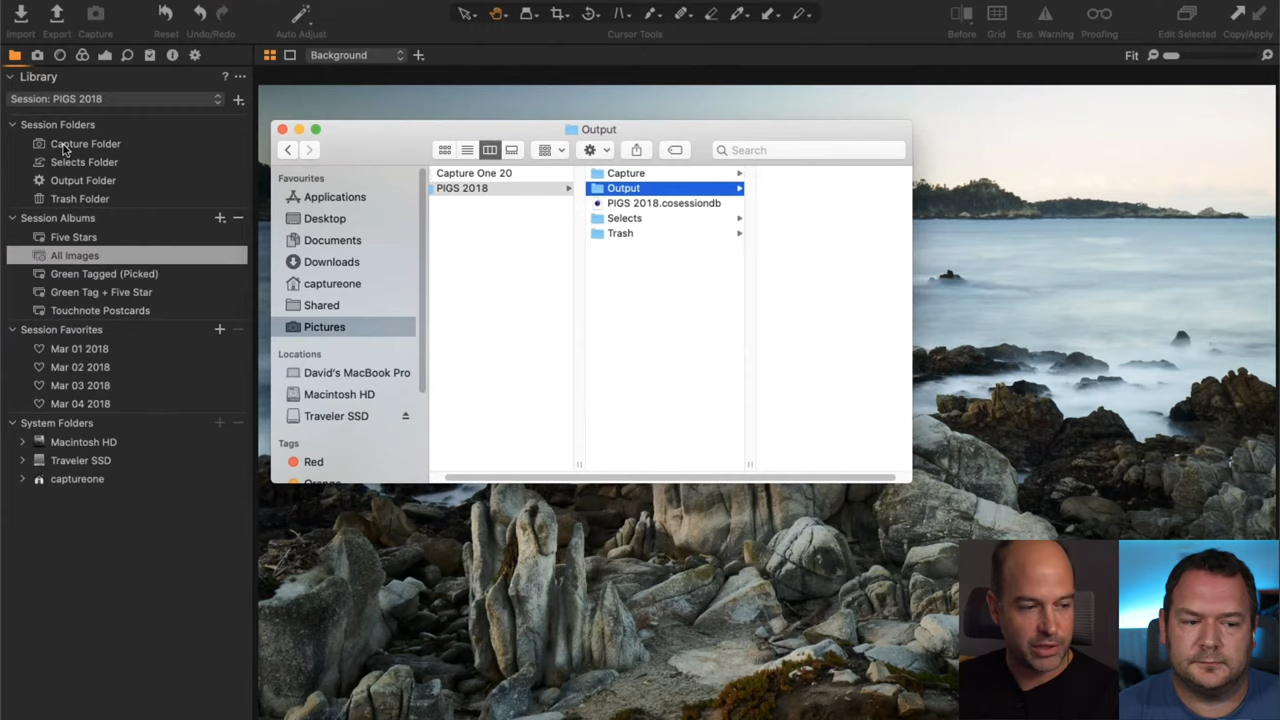 Import
Export
Capture
Reset
Undo/Redo
Auto Adjust
Cursor Tools
Before
Grid
Exp. Warning
Proofing
Edit Selected
Copy/Apply
Background
Fit
Library
?
Session: PIGS 2018
Session Folders
Capture Folder
Selects Folder
Output Folder
Trash Folder
Session Albums
Five Stars
All Images
Green Tagged (Picked)
Green Tag + Five Star
Touchnote Postcards
Session Favorites
Mar 01 2018
Mar 02 2018
Mar 03 2018
Mar 04 2018
System Folders
Macintosh HD
Traveler SSD
captureone
Output
Search
Favourites
Applications
Desktop
Documents
Downloads
captureone
Shared
Pictures
Locations
David's MacBook Pro
Macintosh HD
Traveler SSD
Tags
Red
Orange
Capture One 20
PIGS 2018
Capture
Output
PIGS 2018.cosessiondb
Selects
Trash